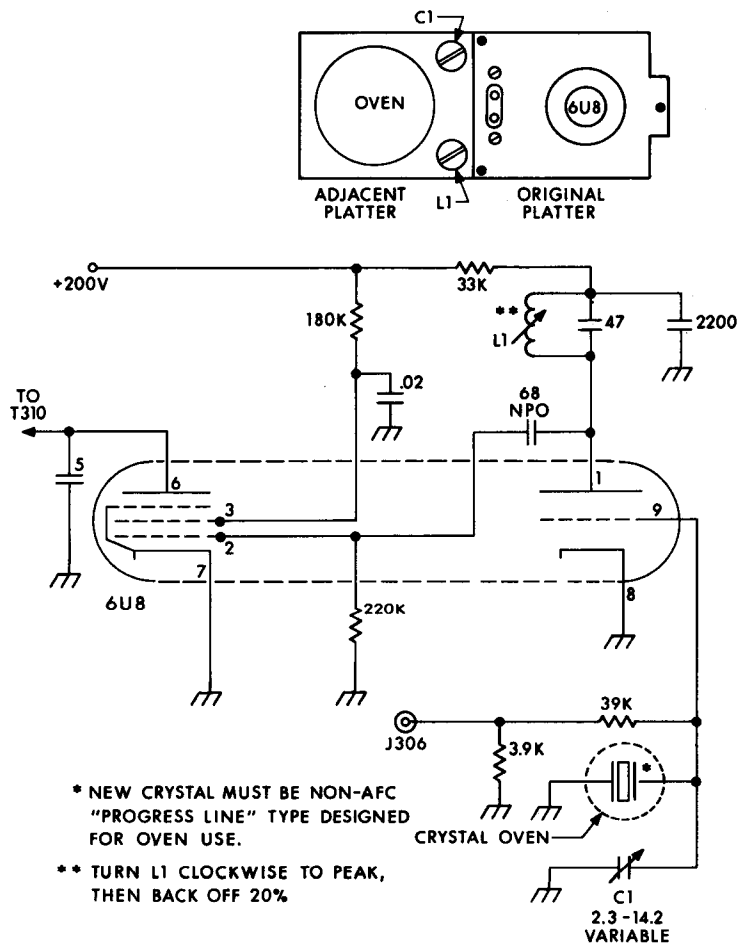 C1
OVEN
6U8
ADJACENT
PLATTER
L1
ORIGINAL
PLATTER
+200V
33K
180K
**
L1
47
2200
.02
TO
T310
68
NPO
5
6
1
3
9
2
7
8
6U8
220K
39K
J306
3.9K
*
* NEW CRYSTAL MUST BE NON-AFC
"PROGRESS LINE" TYPE DESIGNED
FOR OVEN USE.
CRYSTAL OVEN
** TURN L1 CLOCKWISE TO PEAK,
THEN BACK OFF 20%
C1
2.3-14.2
VARIABLE